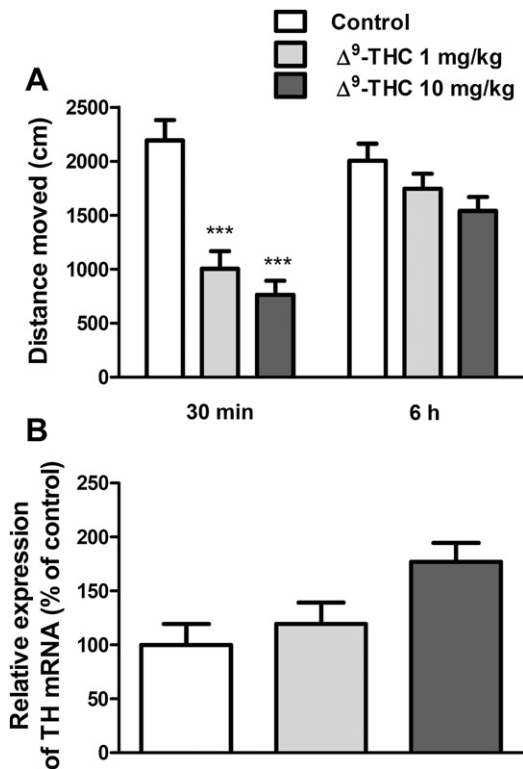 Control
Δ⁹-THC 1 mg/kg
Δ⁹-THC 10 mg/kg
A
Distance moved (cm)
2500
2000
1500
1000
500
0
***
***
30 min
6 h
B
Relative expression
of TH mRNA (% of control)
250
200
150
100
50
0